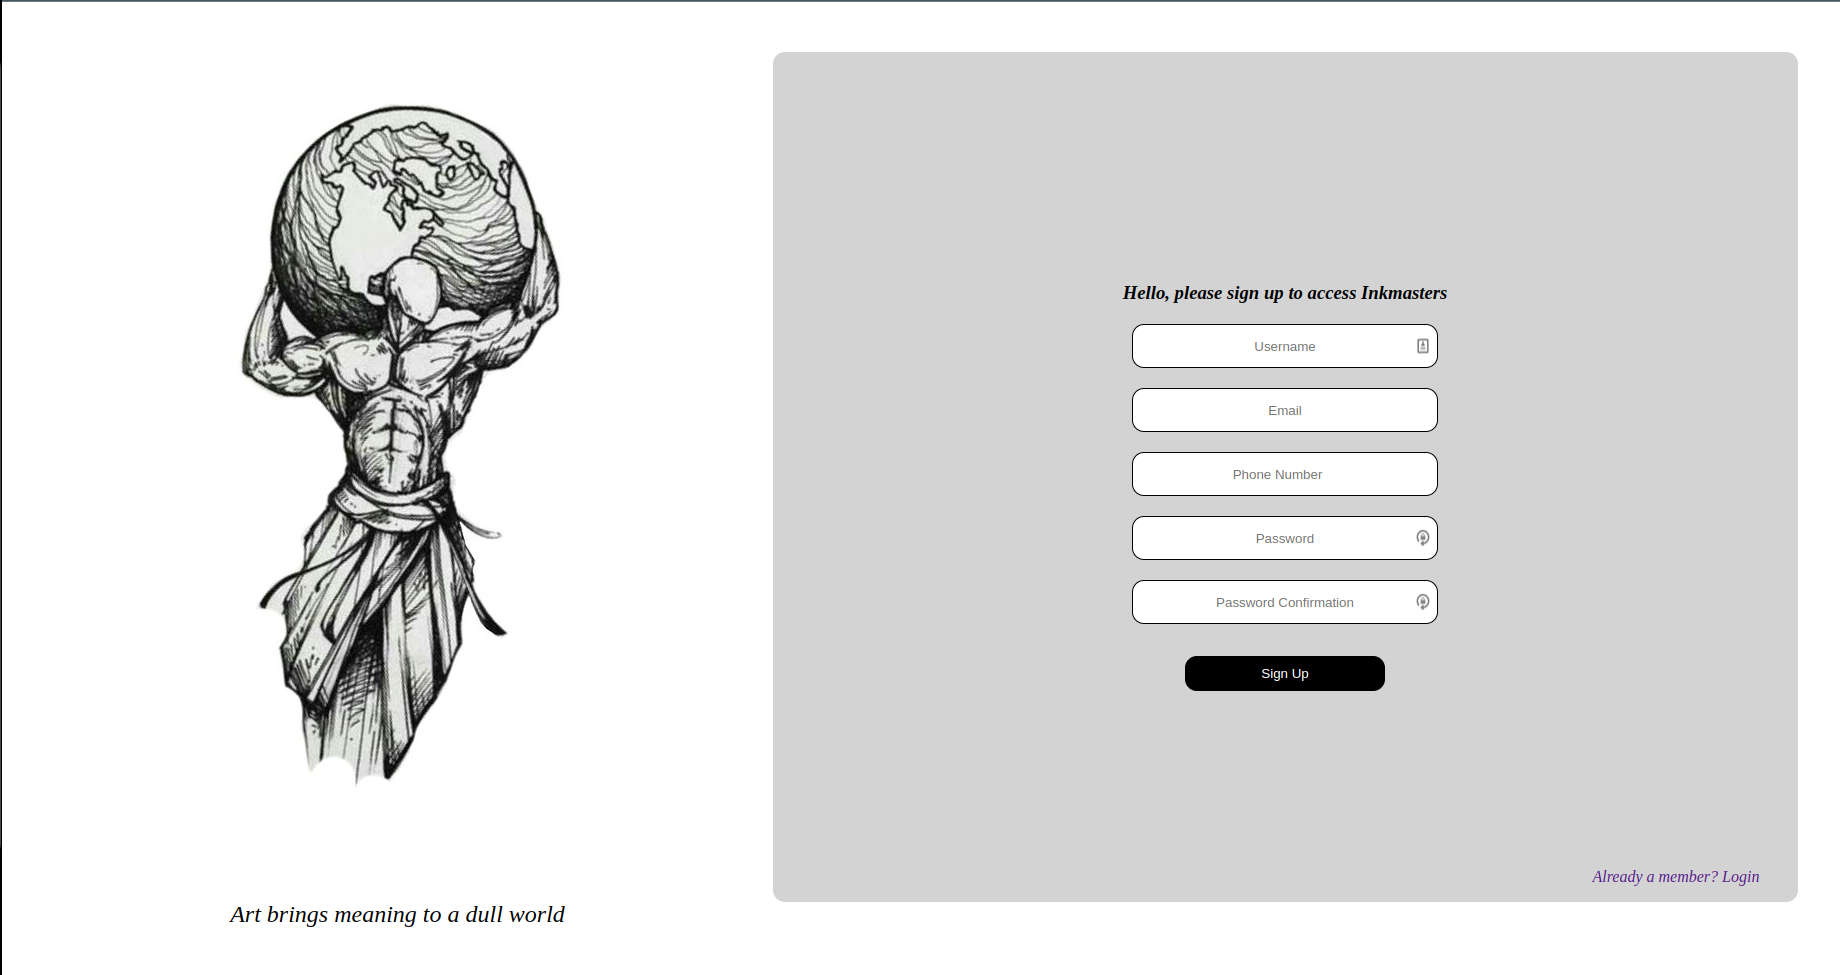 Hello, please sign up to access Inkmasters
Username
Email
Phone Number
Password
Password Confirmation
Sign Up
Already a member? Login
Art brings meaning to a dull world